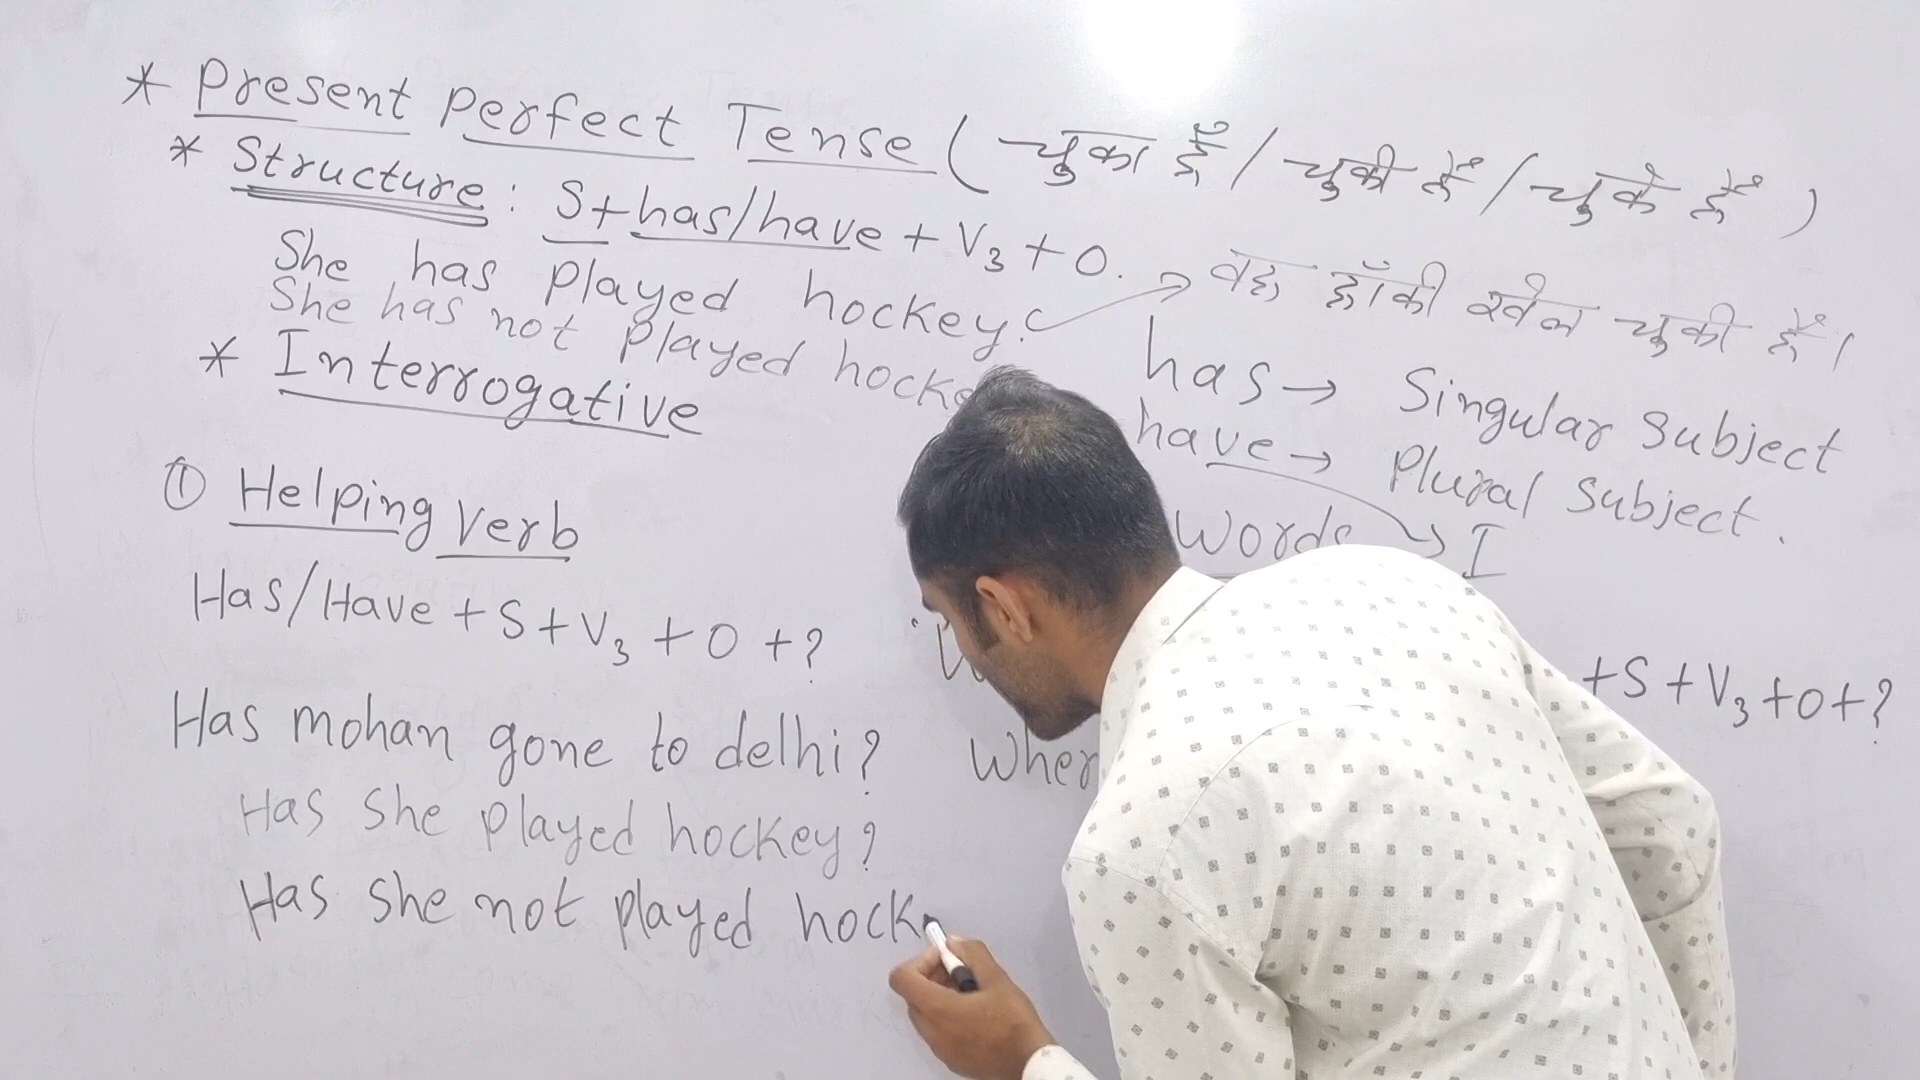 * Present Perfect Tense ( चुका हैं / चुकी हैं / चुके हैं )
* Structure : S+has/have + V3 + O.
She has played hockey. → वह हॉकी खेल चुकी हैं।
She has not played hocke
has → Singular Subject
have → Plural Subject.
I
* Interrogative
① Helping Verb
Words
Has/Have + S + V3 + O + ?
+S+V3+O+?
Has mohan gone to delhi?
Wher
Has she played hockey?
Has she not played hock